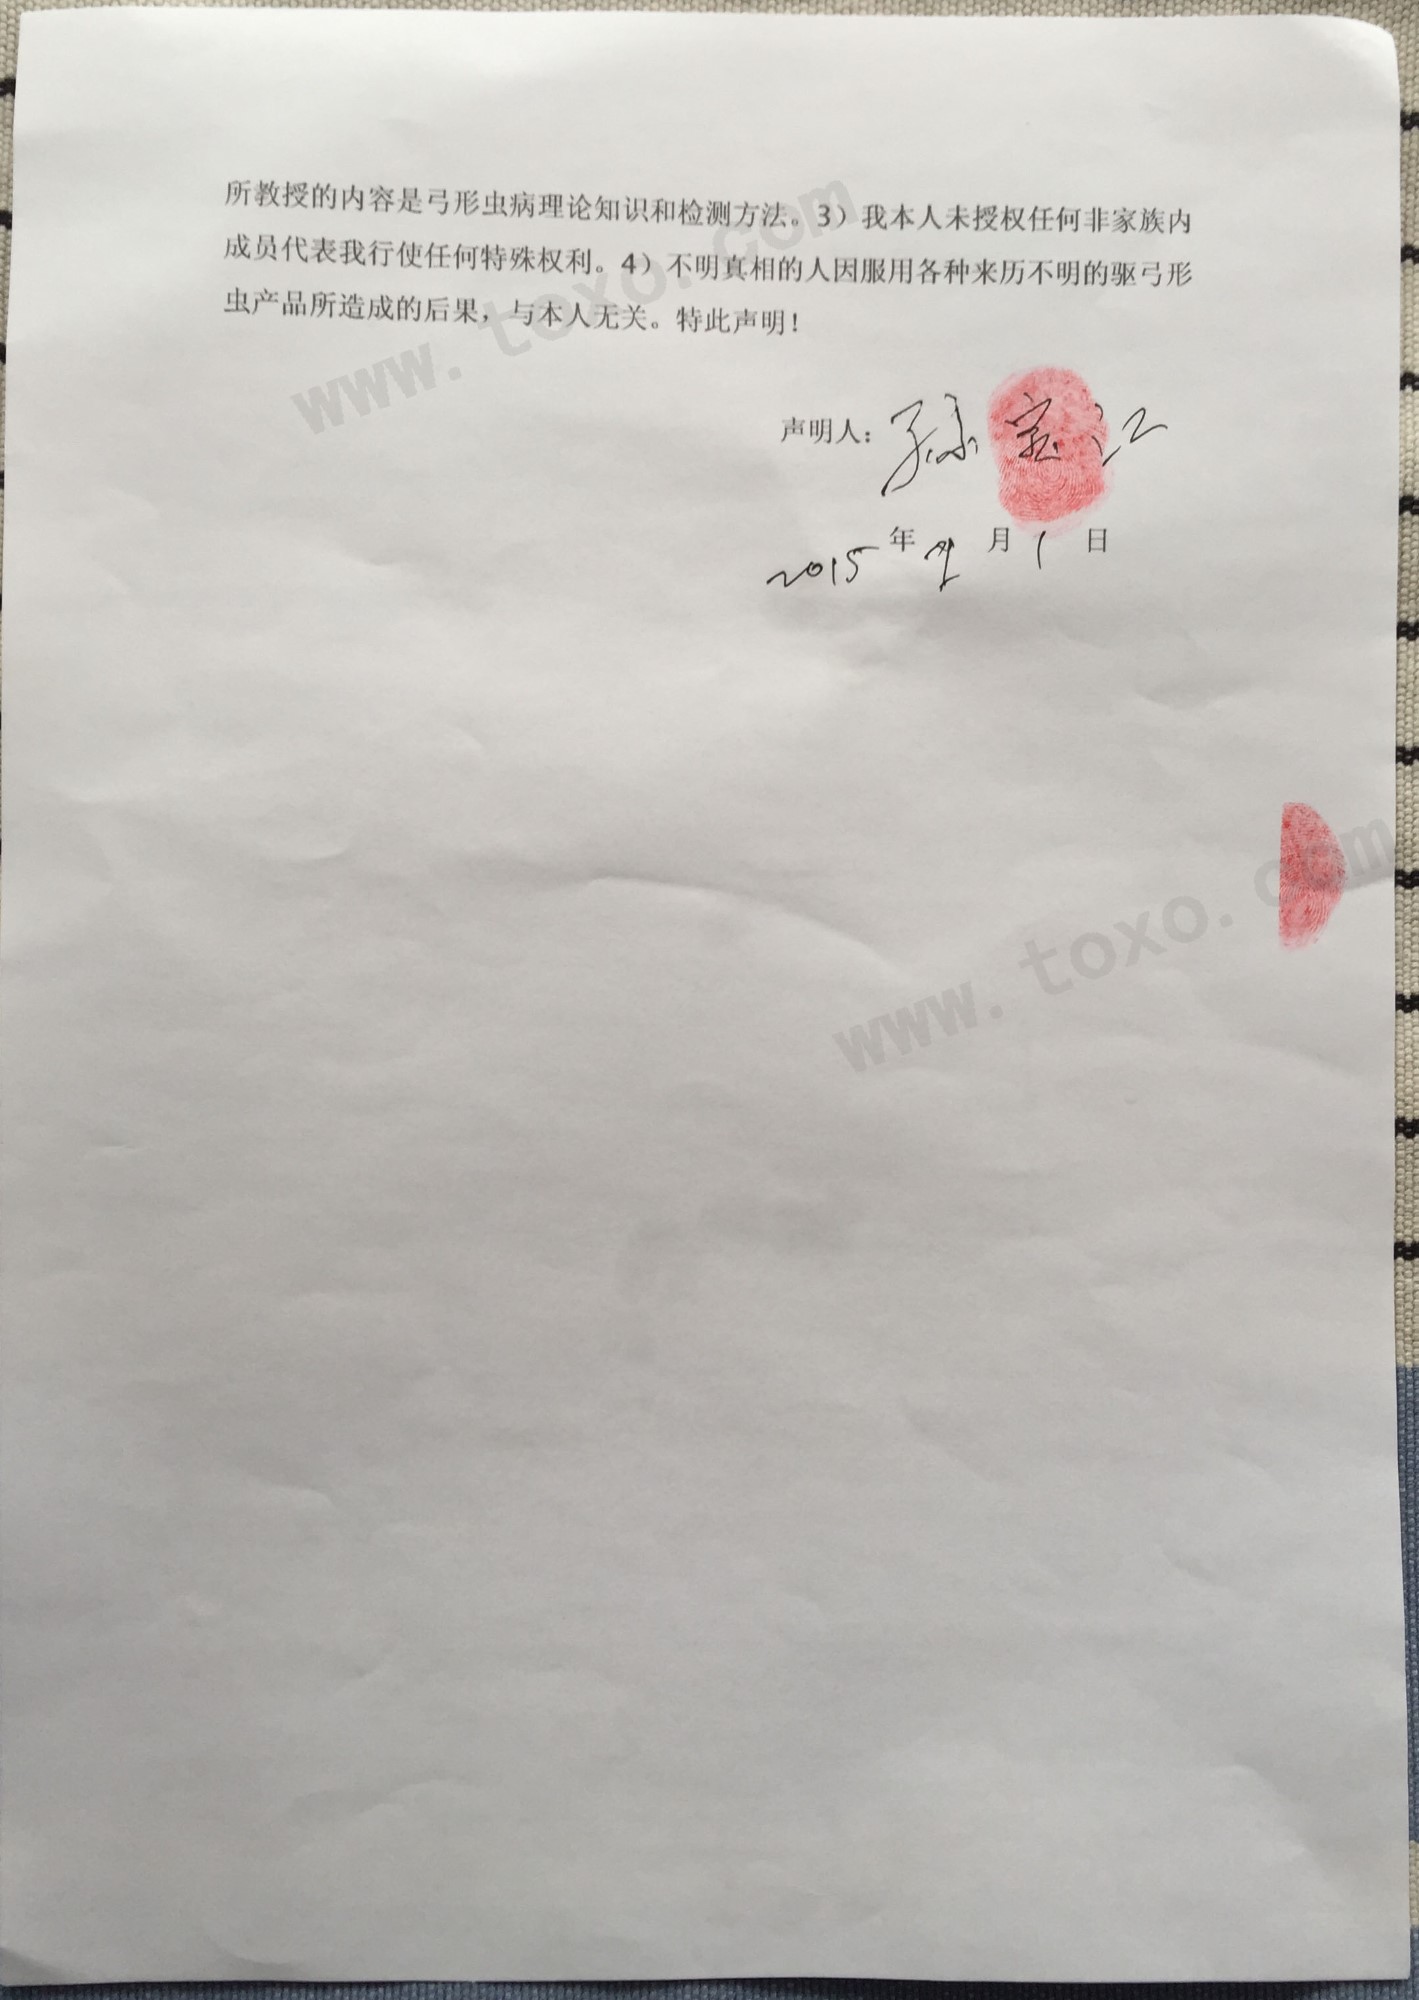 所教授的内容是弓形虫病理论知识和检测方法。3）我本人未授权任何非家族内
成员代表我行使任何特殊权利。4）不明真相的人因服用各种来历不明的驱弓形
虫产品所造成的后果，与本人无关。特此声明！
声明人：孙宝江
2015年 月1日
www.toxo.com
www.toxo.com